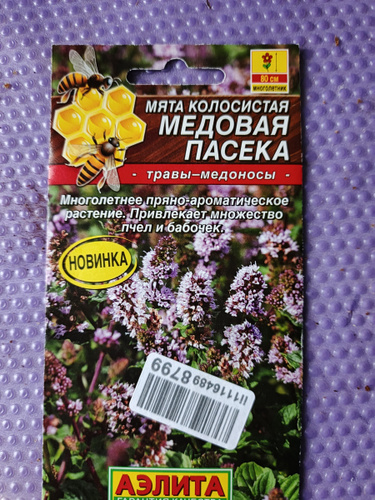 80 см
многолетник
МЯТА КОЛОСИСТАЯ
МЕДОВАЯ
ПАСЕКА
- травы–медоносы -
Многолетнее пряно-ароматическое
растение. Привлекает множество
пчел и бабочек.
НОВИНКА
8799
АЭЛИТА